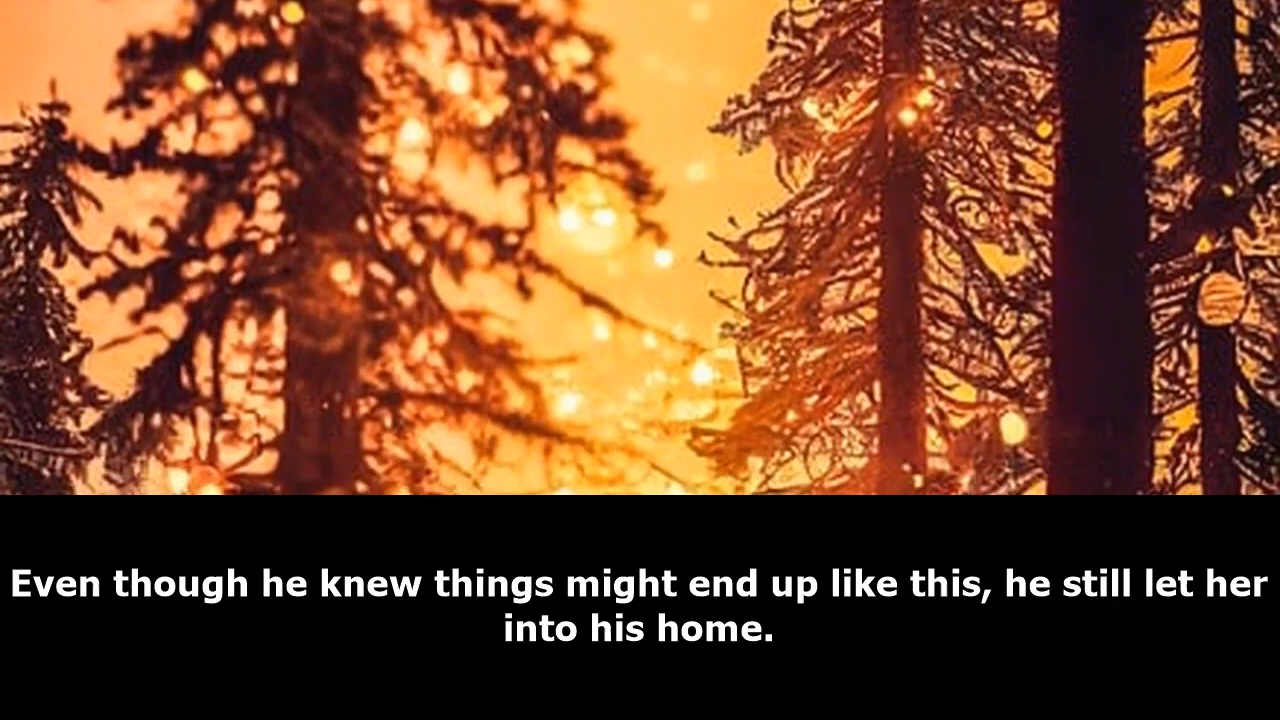 Even though he knew things might end up like this, he still let her
into his home.